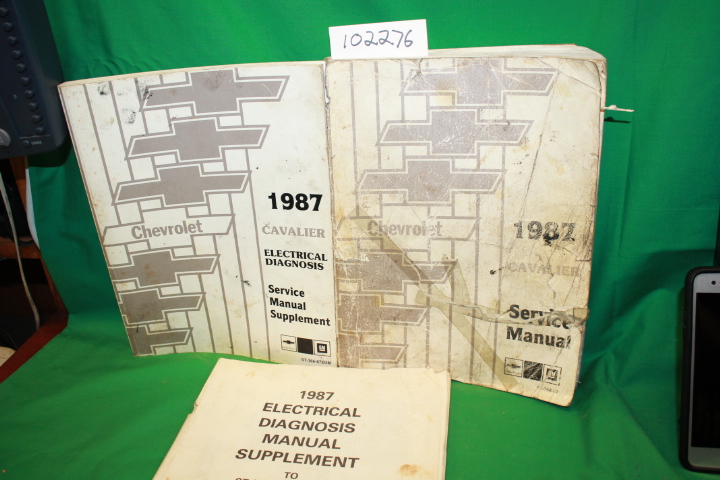 102276
Chevrolet
1987
CAVALIER
ELECTRICAL
DIAGNOSIS
Service
Manual
Supplement
Chevrolet
1987
CAVALIER
Service
Manual
1987
ELECTRICAL
DIAGNOSIS
MANUAL
SUPPLEMENT
TO